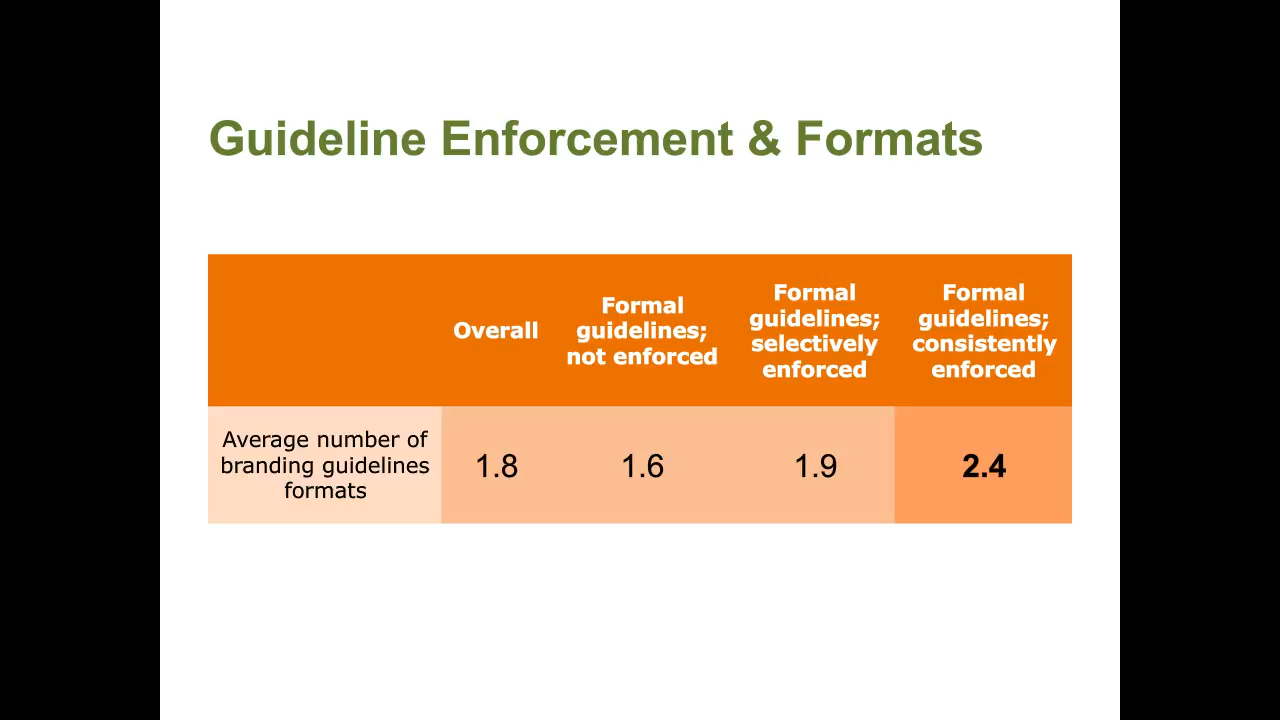 Guideline Enforcement & Formats
Overall
Formal
guidelines;
not enforced
Formal
guidelines;
selectively
enforced
Formal
guidelines;
consistently
enforced
Average number of
branding guidelines
formats
1.8
1.6
1.9
2.4